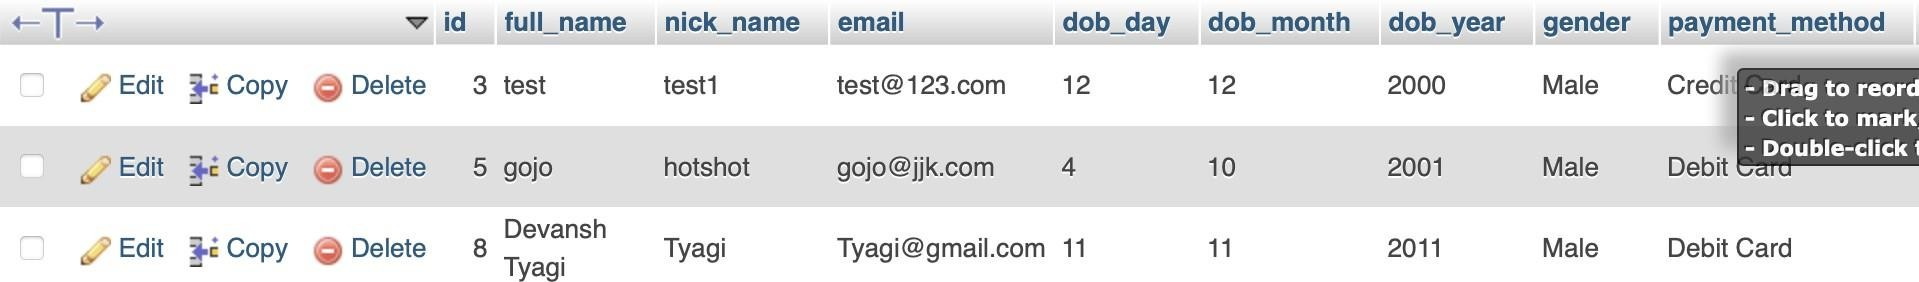 id full_name nick_name email dob_day dob_month dob_year gender payment_method
Edit Copy Delete 3 test test1 test@123.com 12 12 2000 Male Credit Card
- Drag to reord
- Click to mark
- Double-click t
Edit Copy Delete 5 gojo hotshot gojo@jjk.com 4 10 2001 Male Debit Card
Edit Copy Delete 8 Devansh Tyagi Tyagi Tyagi@gmail.com 11 11 2011 Male Debit Card